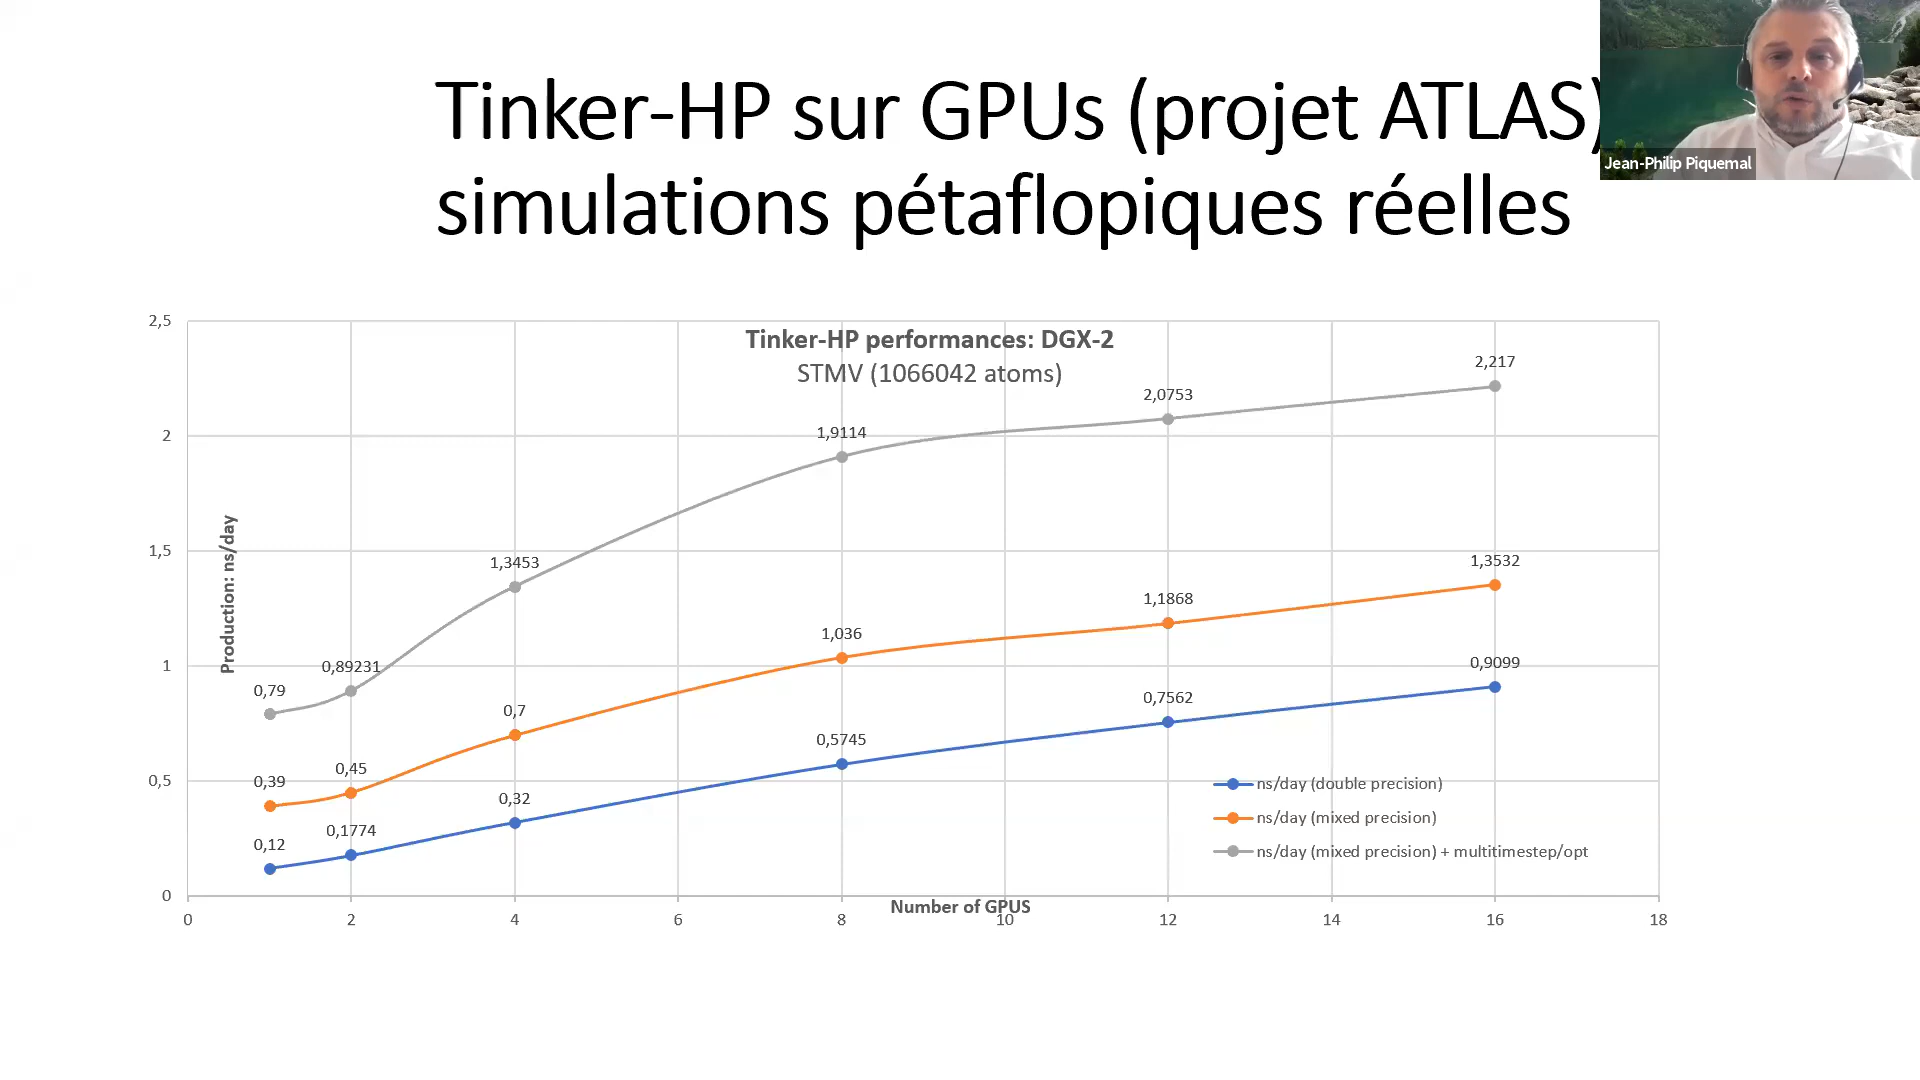 Tinker-HP sur GPUs (projet ATLAS)
simulations pétaflopiques réelles
Jean-Philip Piquemal
Tinker-HP performances: DGX-2
STMV (1066042 atoms)
Production: ns/day
2,5
2
1,5
1
0,5
0
0,79
0,89231
1,3453
1,9114
2,0753
2,217
0,39
0,45
0,7
1,036
1,1868
1,3532
0,12
0,1774
0,32
0,5745
0,7562
0,9099
ns/day (double precision)
ns/day (mixed precision)
ns/day (mixed precision) + multitimestep/opt
Number of GPUS
0 2 4 6 8 10 12 14 16 18